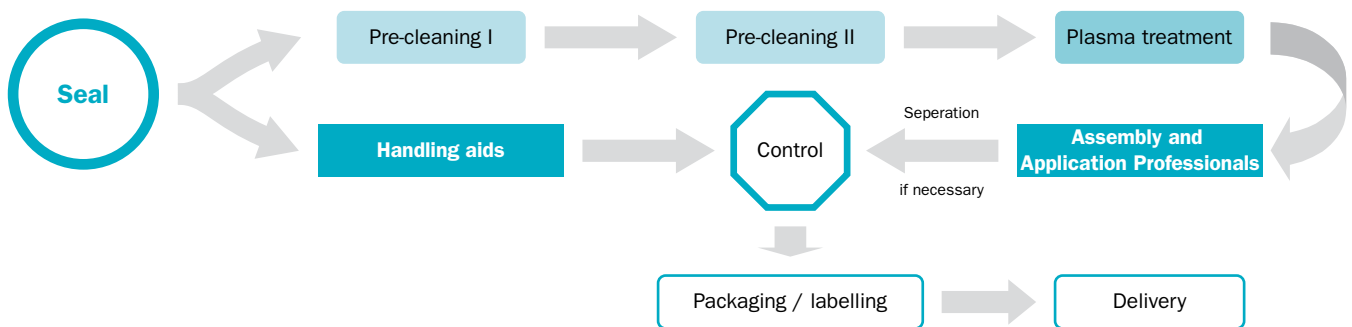 Seal
Pre-cleaning I
Pre-cleaning II
Plasma treatment
Handling aids
Control
Seperation
if necessary
Assembly and
Application Professionals
Packaging / labelling
Delivery